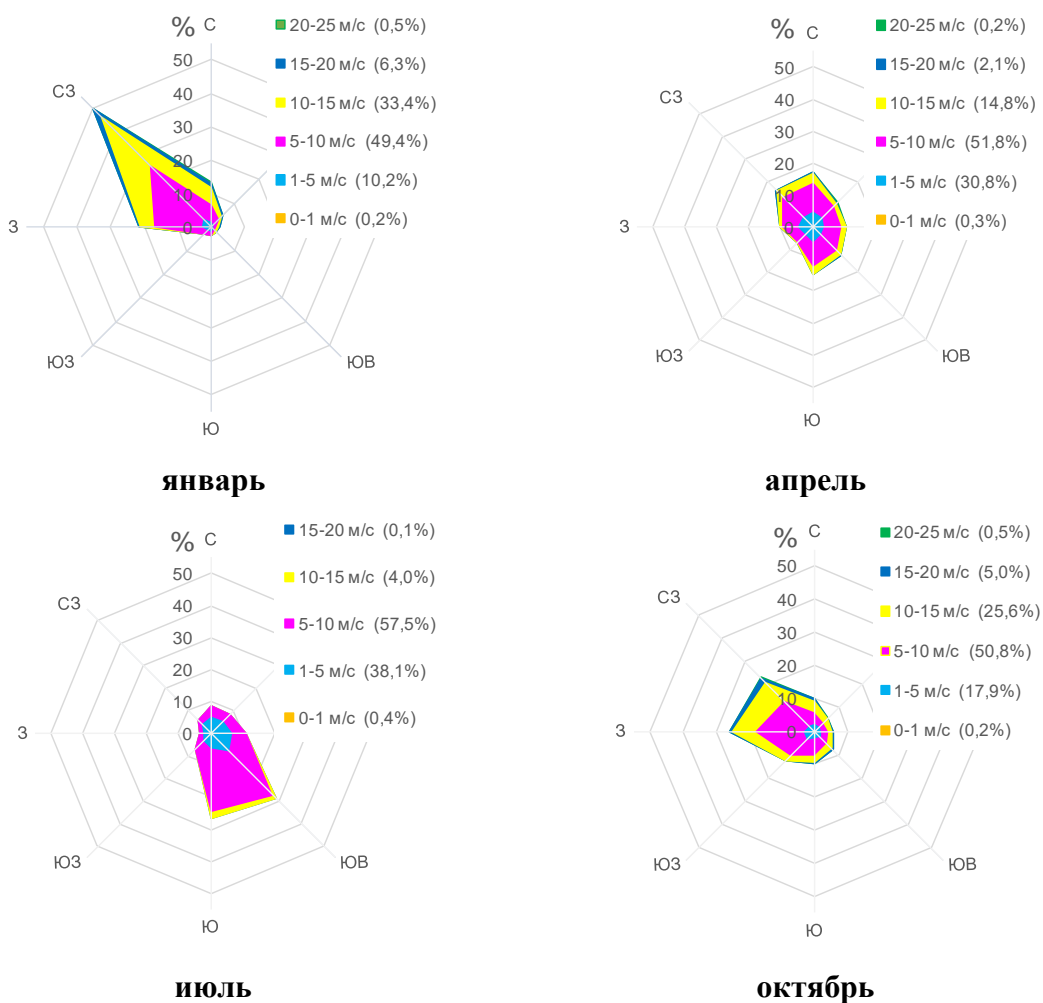 % С
50
40
30
20
10
0
СЗ
З
ЮЗ
Ю
ЮВ
20-25 м/с (0,5%)
15-20 м/с (6,3%)
10-15 м/с (33,4%)
5-10 м/с (49,4%)
1-5 м/с (10,2%)
0-1 м/с (0,2%)
январь
% С
50
40
30
20
10
0
СЗ
З
ЮЗ
Ю
ЮВ
20-25 м/с (0,2%)
15-20 м/с (2,1%)
10-15 м/с (14,8%)
5-10 м/с (51,8%)
1-5 м/с (30,8%)
0-1 м/с (0,3%)
апрель
% С
50
40
30
20
10
0
СЗ
З
ЮЗ
Ю
ЮВ
15-20 м/с (0,1%)
10-15 м/с (4,0%)
5-10 м/с (57,5%)
1-5 м/с (38,1%)
0-1 м/с (0,4%)
июль
% С
50
40
30
20
10
0
СЗ
З
ЮЗ
Ю
ЮВ
20-25 м/с (0,5%)
15-20 м/с (5,0%)
10-15 м/с (25,6%)
5-10 м/с (50,8%)
1-5 м/с (17,9%)
0-1 м/с (0,2%)
октябрь